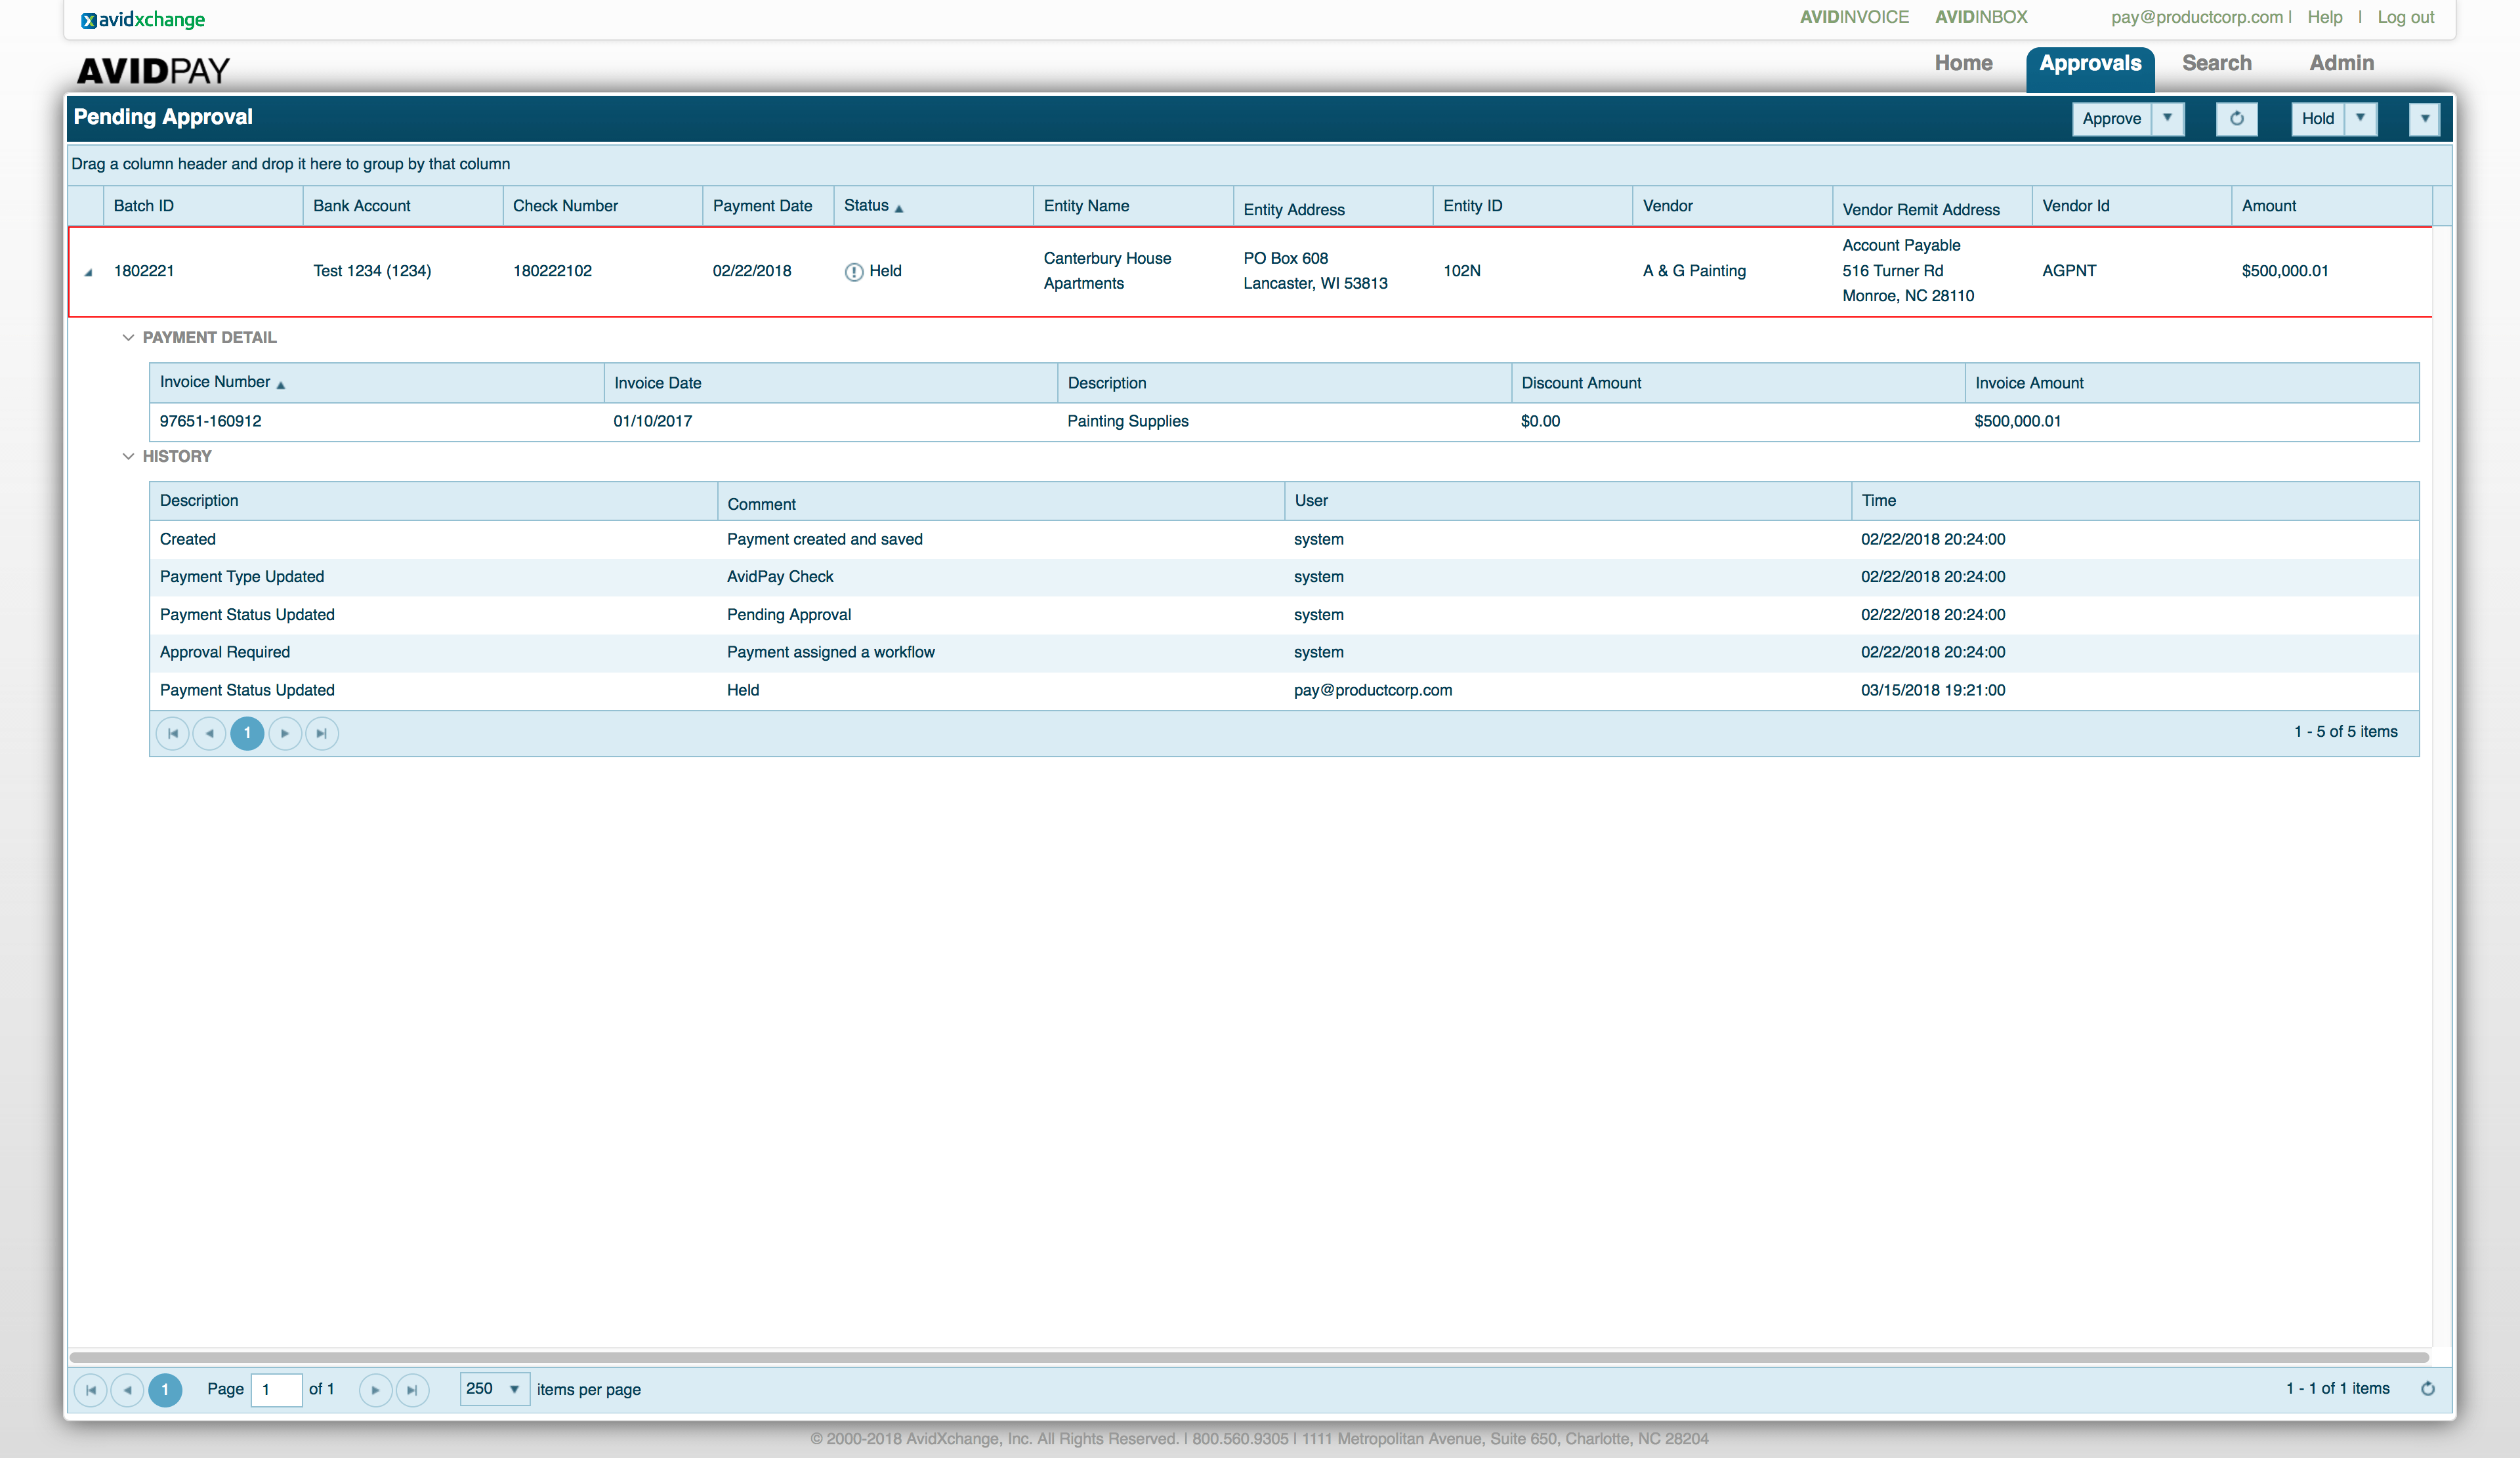 avidxchange
AVIDINVOICE AVIDINBOX pay@productcorp.com | Help | Log out
AVIDPAY
Home Approvals Search Admin
Pending Approval
Approve Hold
Drag a column header and drop it here to group by that column
Batch ID Bank Account Check Number Payment Date Status Entity Name Entity Address Entity ID Vendor Vendor Remit Address Vendor Id Amount
1802221 Test 1234 (1234) 180222102 02/22/2018 Held
Canterbury House
Apartments
PO Box 608
Lancaster, WI 53813
102N A & G Painting
Account Payable
516 Turner Rd
Monroe, NC 28110
AGPNT $500,000.01
PAYMENT DETAIL
Invoice Number Invoice Date Description Discount Amount Invoice Amount
97651-160912 01/10/2017 Painting Supplies $0.00 $500,000.01
HISTORY
Description Comment User Time
Created Payment created and saved system 02/22/2018 20:24:00
Payment Type Updated AvidPay Check system 02/22/2018 20:24:00
Payment Status Updated Pending Approval system 02/22/2018 20:24:00
Approval Required Payment assigned a workflow system 02/22/2018 20:24:00
Payment Status Updated Held pay@productcorp.com 03/15/2018 19:21:00
1 1 - 5 of 5 items
1 Page 1 of 1 250 items per page 1 - 1 of 1 items
© 2000-2018 AvidXchange, Inc. All Rights Reserved. | 800.560.9305 | 1111 Metropolitan Avenue, Suite 650, Charlotte, NC 28204